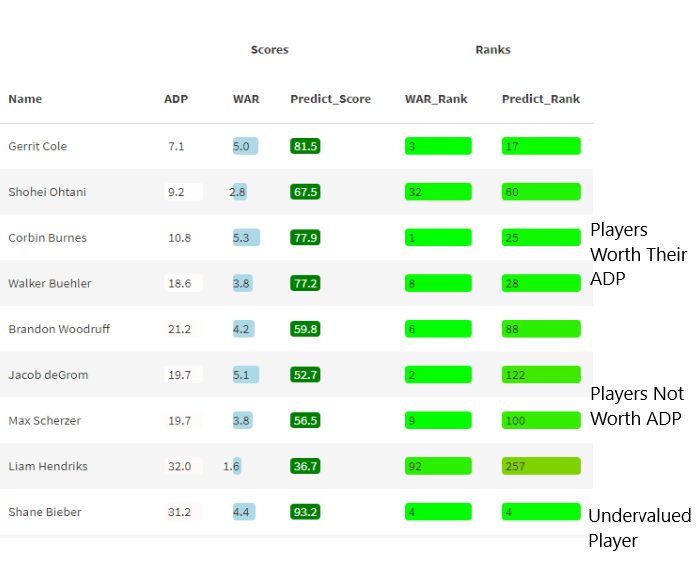 Scores Ranks
Name ADP WAR Predict_Score WAR_Rank Predict_Rank
Gerrit Cole 7.1 5.0 81.5 3 17
Shohei Ohtani 9.2 2.8 67.5 32 60
Corbin Burnes 10.8 5.3 77.9 1 25
Players
Worth Their
ADP
Walker Buehler 18.6 3.8 77.2 8 28
Brandon Woodruff 21.2 4.2 59.8 6 88
Jacob deGrom 19.7 5.1 52.7 2 122
Players Not
Worth ADP
Max Scherzer 19.7 3.8 56.5 9 100
Liam Hendriks 32.0 1.6 36.7 92 257
Shane Bieber 31.2 4.4 93.2 4 4
Undervalued
Player